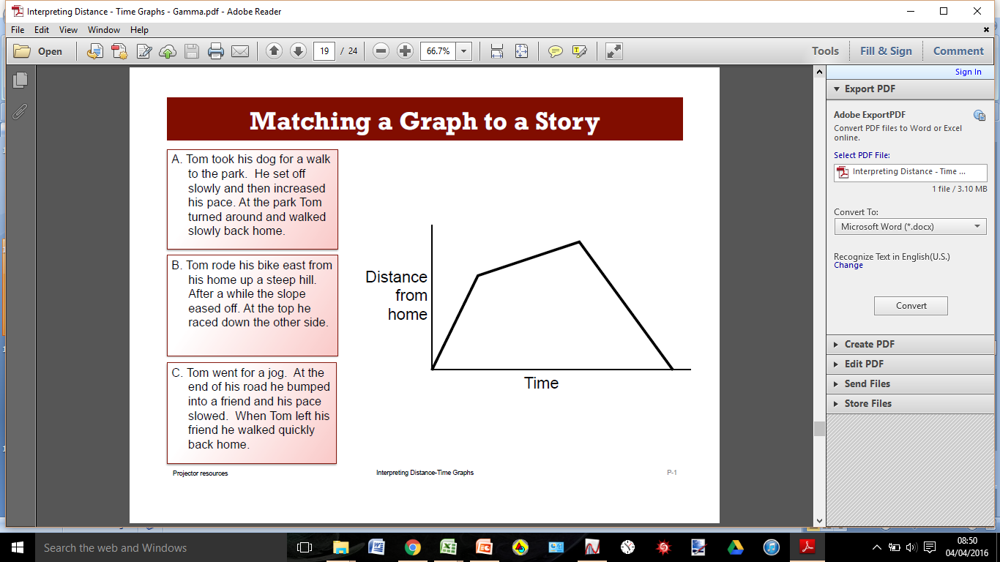 Interpreting Distance - Time Graphs - Gamma.pdf - Adobe Reader
File Edit View Window Help
Open 19 / 24 66.7% Tools Fill & Sign Comment
Sign In
Matching a Graph to a Story
A. Tom took his dog for a walk
to the park. He set off
slowly and then increased
his pace. At the park Tom
turned around and walked
slowly back home.
B. Tom rode his bike east from
his home up a steep hill.
After a while the slope
eased off. At the top he
raced down the other side.
C. Tom went for a jog. At the
end of his road he bumped
into a friend and his pace
slowed. When Tom left his
friend he walked quickly
back home.
Distance
from
home
Time
Projector resources
Interpreting Distance-Time Graphs
P-1
Export PDF
Adobe ExportPDF
Convert PDF files to Word or Excel
online.
Select PDF File:
Interpreting Distance - Time ...
1 file / 3.10 MB
Convert To:
Microsoft Word (*.docx)
Recognize Text in English(U.S.)
Change
Convert
Create PDF
Edit PDF
Send Files
Store Files
Search the web and Windows
08:50
04/04/2016